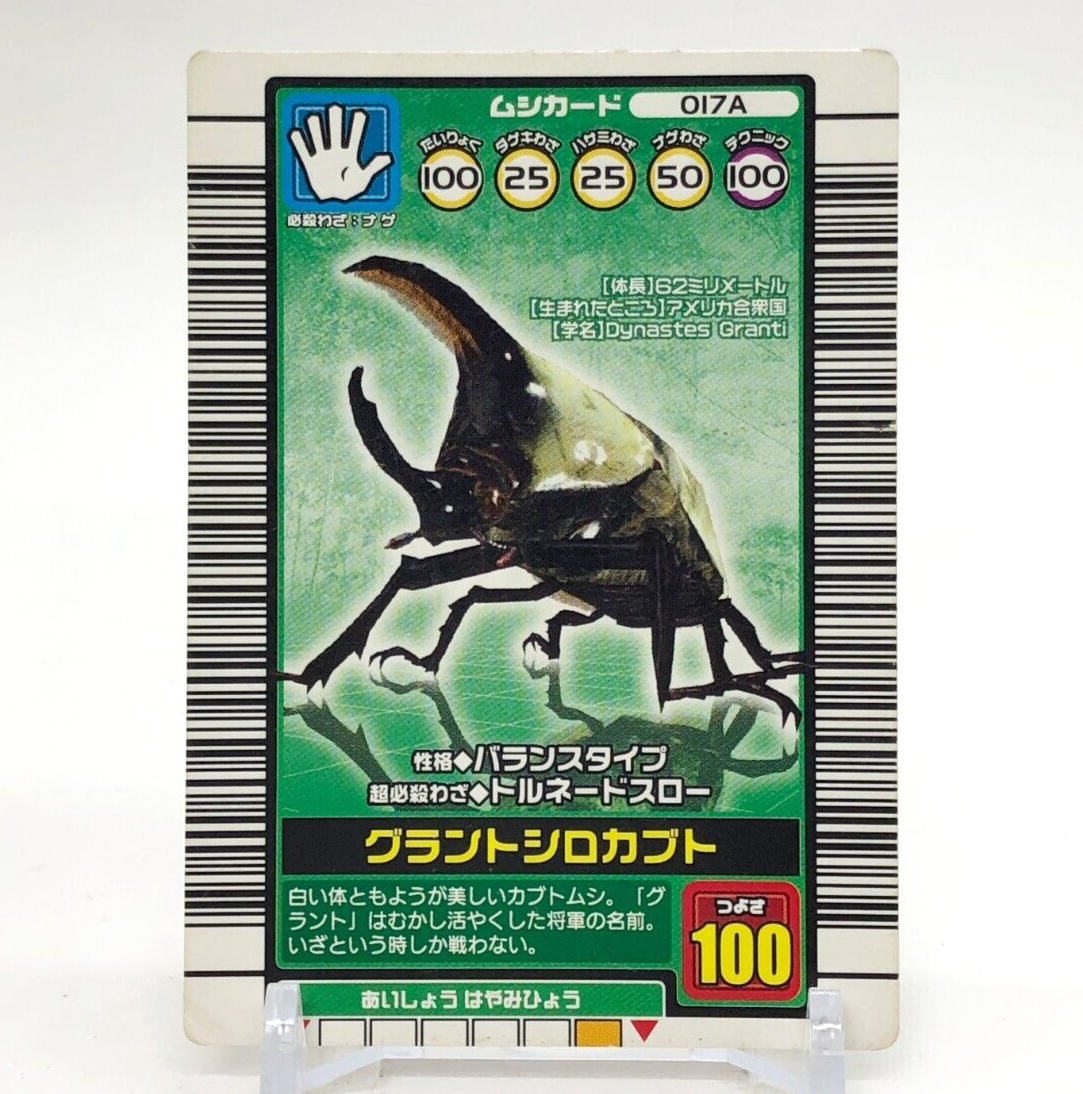 ムシカード 017A
たいりょく ダゲキわざ ハサミわざ ナゲわざ テクニック
100 25 25 50 100
必殺わざ：ナゲ
【体長】62ミリメートル
【生まれたところ】アメリカ合衆国
【学名】Dynastes Granti
性格◆バランスタイプ
超必殺わざ◆トルネードスロー
グラントシロカブト
白い体ともようが美しいカブトムシ。「グ
ラント」はむかし活やくした将軍の名前。
いざという時しか戦わない。
つよさ
100
あいしょう はやみひょう